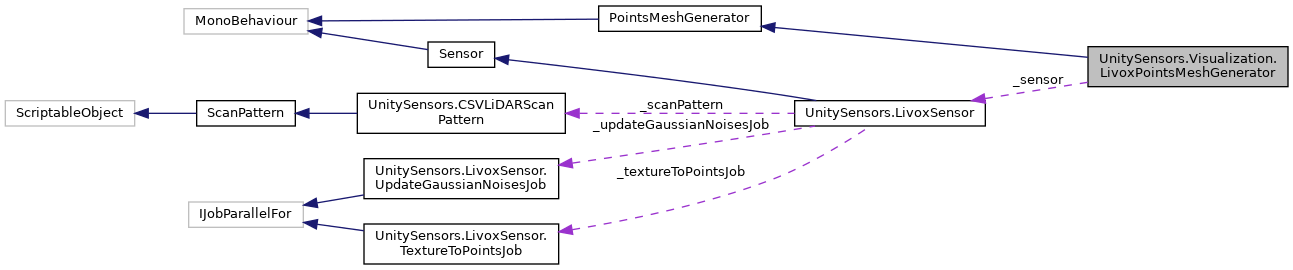 MonoBehaviour
PointsMeshGenerator
Sensor
UnitySensors.Visualization.
LivoxPointsMeshGenerator
_sensor
ScriptableObject
ScanPattern
UnitySensors.CSVLiDARScan
Pattern
_scanPattern
UnitySensors.LivoxSensor
_updateGaussianNoisesJob
UnitySensors.LivoxSensor.
UpdateGaussianNoisesJob
_textureToPointsJob
IJobParallelFor
UnitySensors.LivoxSensor.
TextureToPointsJob